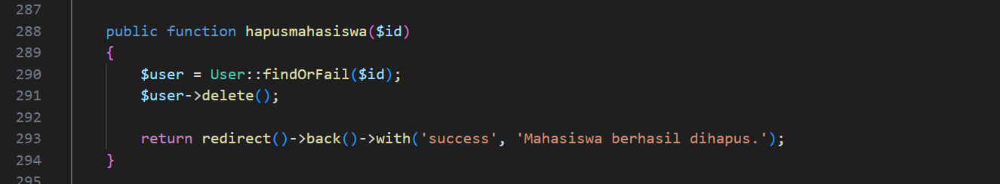 287
288 public function hapusmahasiswa($id)
289 {
290 $user = User::findOrFail($id);
291 $user->delete();
292
293 return redirect()->back()->with('success', 'Mahasiswa berhasil dihapus.');
294 }
295